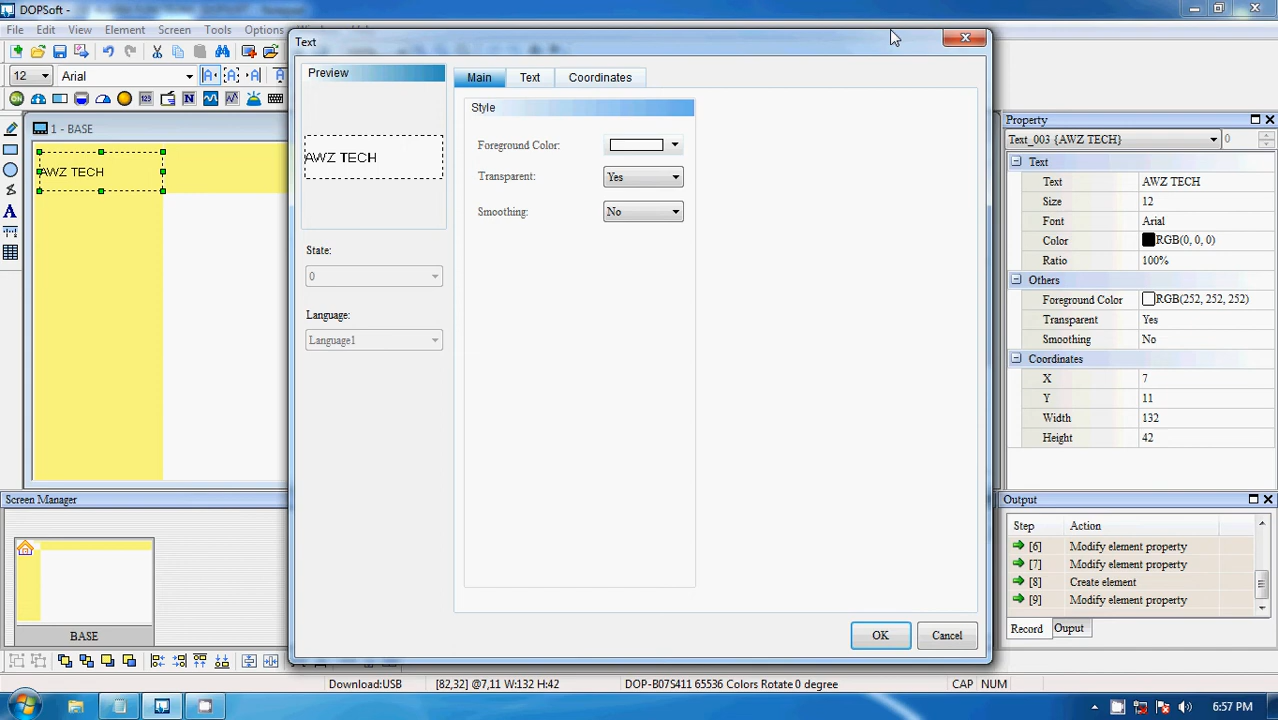 DOPSoft -
File Edit View Element Screen Tools Options
12 Arial
1 - BASE
AWZ TECH
Screen Manager
BASE
Text
Preview
AWZ TECH
State:
0
Language:
Language1
Main Text Coordinates
Style
Foreground Color:
Transparent: Yes
Smoothing: No
OK Cancel
Property
Text_003 {AWZ TECH} 0
Text
Text AWZ TECH
Size 12
Font Arial
Color RGB(0, 0, 0)
Ratio 100%
Others
Foreground Color RGB(252, 252, 252)
Transparent Yes
Smoothing No
Coordinates
X 7
Y 11
Width 132
Height 42
Output
Step Action
[6] Modify element property
[7] Modify element property
[8] Create element
[9] Modify element property
Record Ouput
Download:USB [82,32] @7,11 W:132 H:42 DOP-B07S411 65536 Colors Rotate 0 degree CAP NUM
6:57 PM